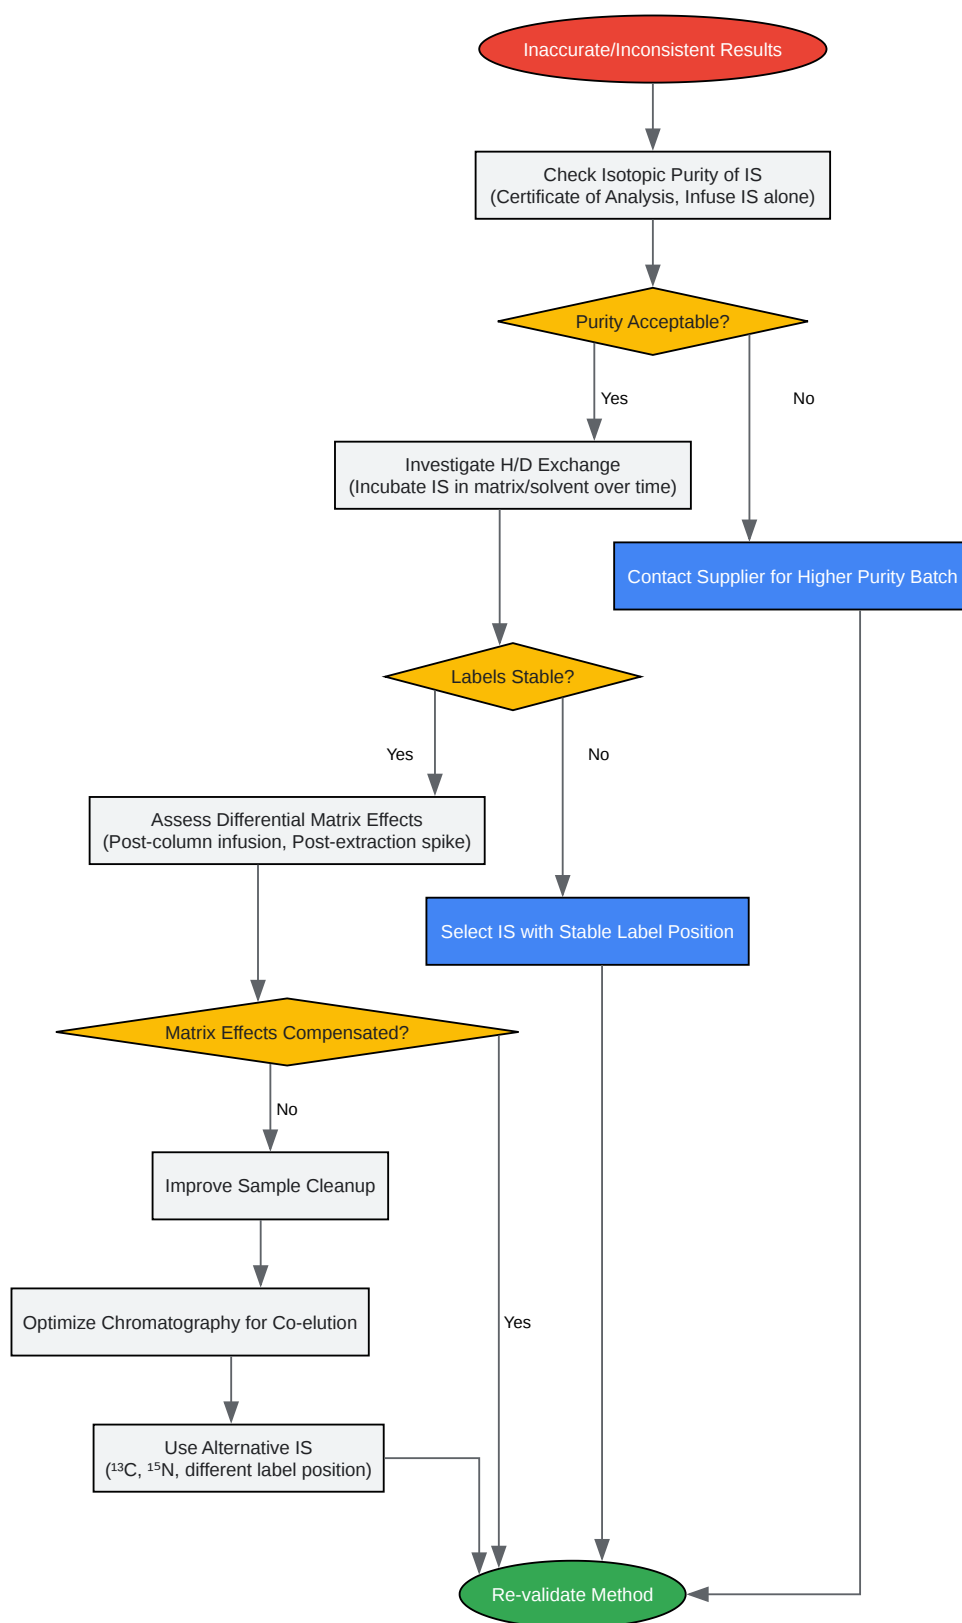 Inaccurate/Inconsistent Results
Check Isotopic Purity of IS
(Certificate of Analysis, Infuse IS alone)
Purity Acceptable?
Yes
No
Investigate H/D Exchange
(Incubate IS in matrix/solvent over time)
Contact Supplier for Higher Purity Batch
Labels Stable?
Yes
No
Assess Differential Matrix Effects
(Post-column infusion, Post-extraction spike)
Select IS with Stable Label Position
Matrix Effects Compensated?
No
Improve Sample Cleanup
Optimize Chromatography for Co-elution
Yes
Use Alternative IS
(¹³C, ¹⁵N, different label position)
Re-validate Method